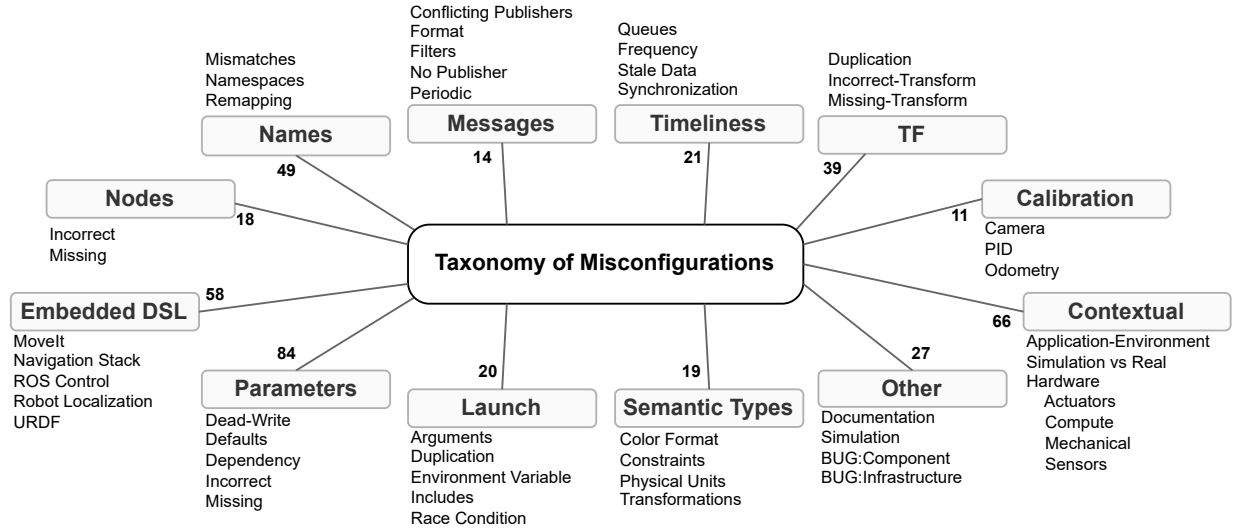 Conflicting Publishers
Format
Filters
No Publisher
Periodic
Messages
14
Queues
Frequency
Stale Data
Synchronization
Timeliness
21
Mismatches
Namespaces
Remapping
Names
49
Duplication
Incorrect-Transform
Missing-Transform
TF
39
Nodes
18
Incorrect
Missing
Calibration
11
Camera
PID
Odometry
Taxonomy of Misconfigurations
Embedded DSL
58
MoveIt
Navigation Stack
ROS Control
Robot Localization
URDF
Contextual
66
Application-Environment
Simulation vs Real
Hardware
Actuators
Compute
Mechanical
Sensors
84
Parameters
Dead-Write
Defaults
Dependency
Incorrect
Missing
20
Launch
Arguments
Duplication
Environment Variable
Includes
Race Condition
19
Semantic Types
Color Format
Constraints
Physical Units
Transformations
27
Other
Documentation
Simulation
BUG:Component
BUG:Infrastructure